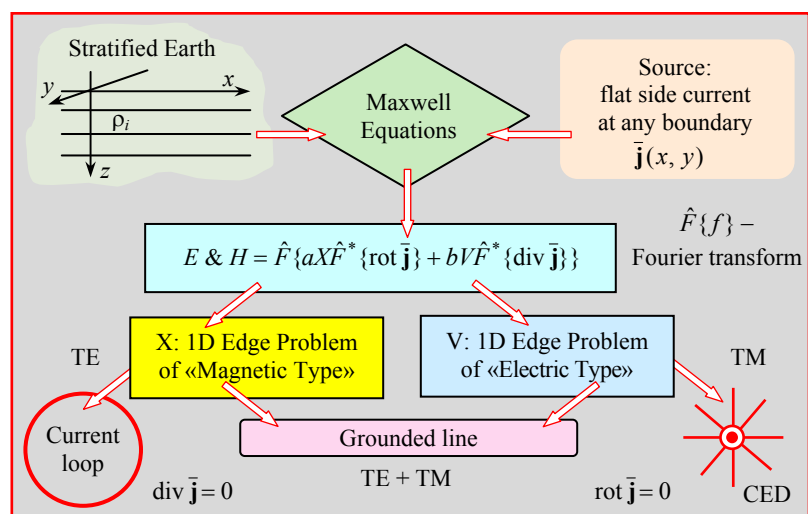 Stratified Earth
y
x
ρi
z
Maxwell
Equations
Source:
flat side current
at any boundary
j̄(x, y)
E & H = F̂{aXF̂*{rot j̄} + bVF̂*{div j̄}}
F̂{f} –
Fourier transform
TE
X: 1D Edge Problem
of «Magnetic Type»
V: 1D Edge Problem
of «Electric Type»
TM
Current
loop
Grounded line
TE + TM
div j̄ = 0
rot j̄ = 0
CED